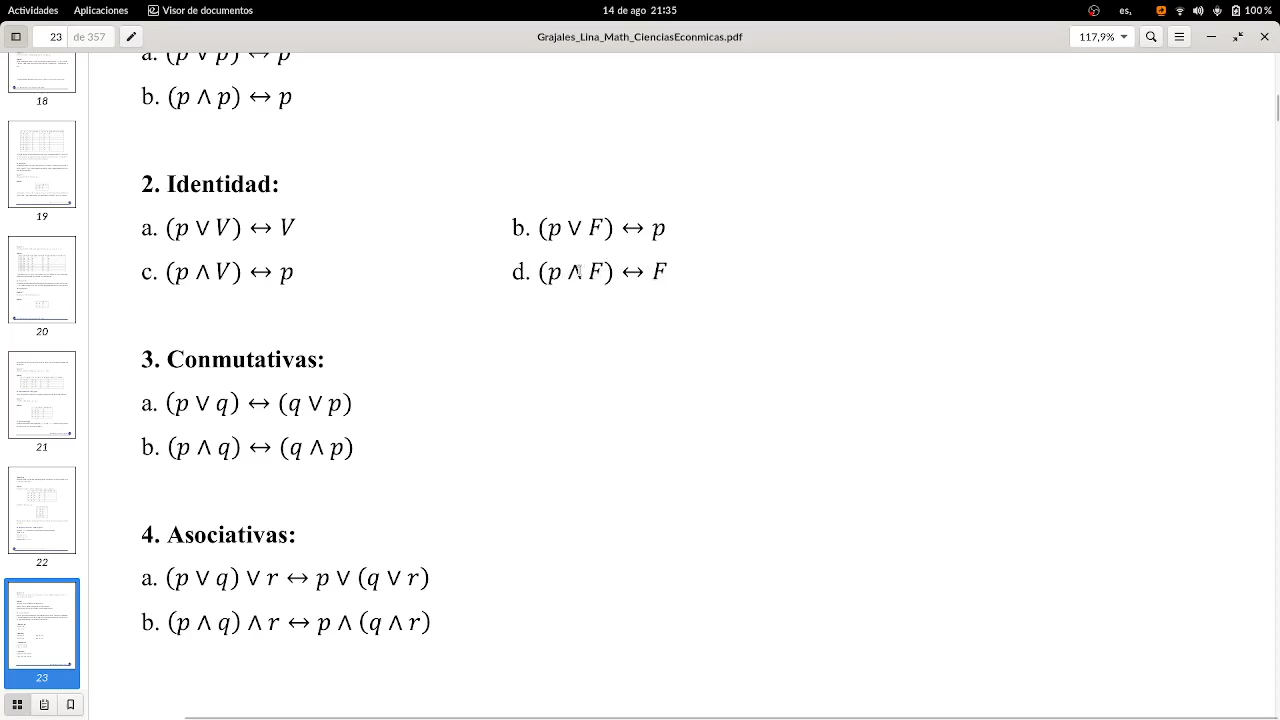 Actividades Aplicaciones Visor de documentos 14 de ago 21:35 es, 100 %
23 de 357 Grajales_Lina_Math_CienciasEconmicas.pdf 117,9%
a. (p ∨ p) ↔ p
18
b. (p ∧ p) ↔ p
2. Identidad:
19
a. (p ∨ V) ↔ V b. (p ∨ F) ↔ p
c. (p ∧ V) ↔ p d. (p ∧ F) ↔ F
20
3. Conmutativas:
a. (p ∨ q) ↔ (q ∨ p)
21
b. (p ∧ q) ↔ (q ∧ p)
4. Asociativas:
22
a. (p ∨ q) ∨ r ↔ p ∨ (q ∨ r)
b. (p ∧ q) ∧ r ↔ p ∧ (q ∧ r)
23